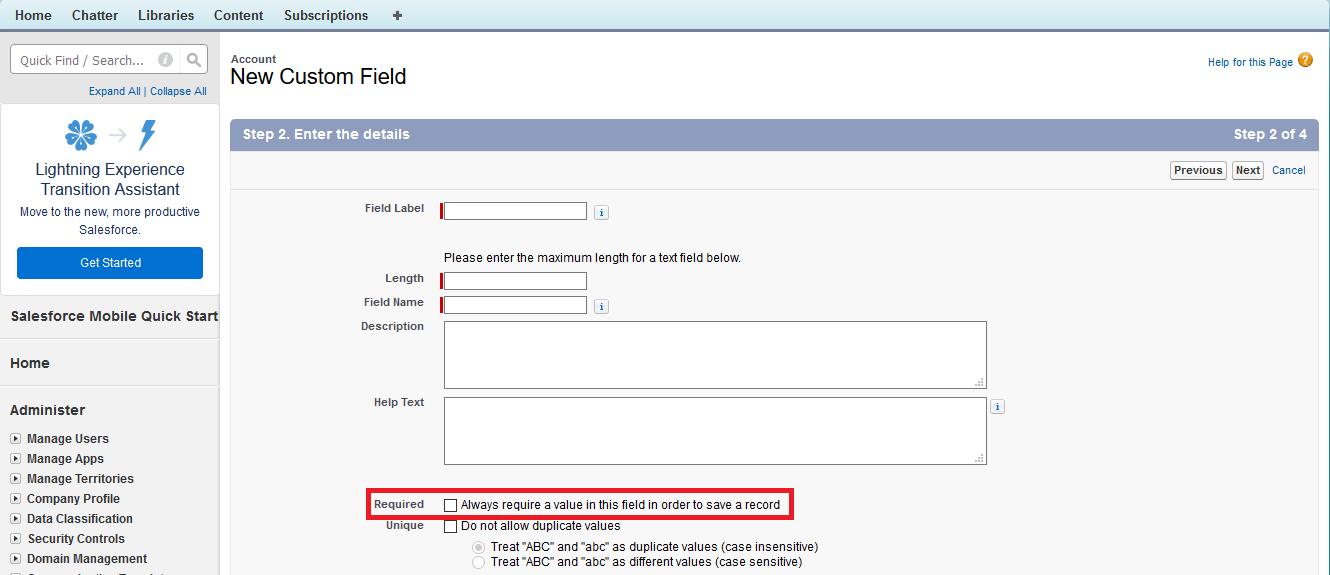 Home Chatter Libraries Content Subscriptions +
Quick Find / Search... i
Expand All | Collapse All
Lightning Experience
Transition Assistant
Move to the new, more productive
Salesforce.
Get Started
Salesforce Mobile Quick Start
Home
Administer
Manage Users
Manage Apps
Manage Territories
Company Profile
Data Classification
Security Controls
Domain Management
Account
New Custom Field
Help for this Page ?
Step 2. Enter the details Step 2 of 4
Previous Next Cancel
Field Label i
Please enter the maximum length for a text field below.
Length
Field Name i
Description
Help Text i
Required Always require a value in this field in order to save a record
Unique Do not allow duplicate values
Treat "ABC" and "abc" as duplicate values (case insensitive)
Treat "ABC" and "abc" as different values (case sensitive)